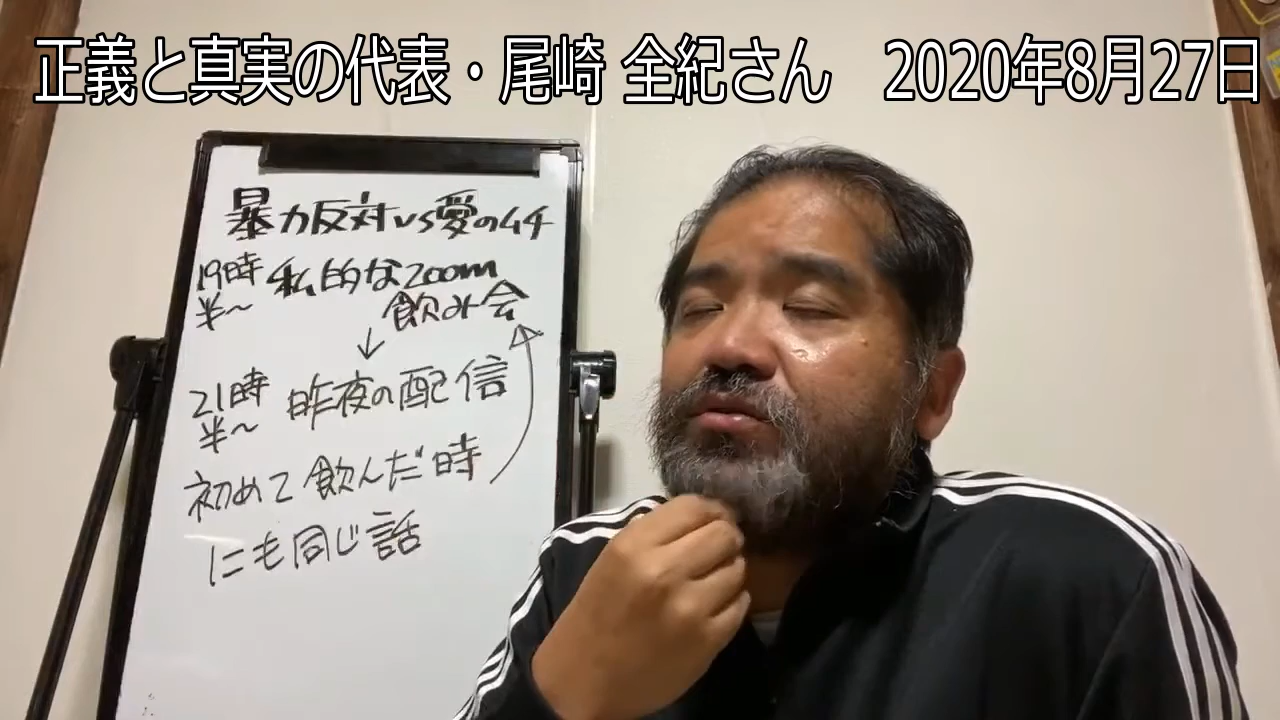 正義と真実の代表・尾崎 全紀さん　2020年8月27日
暴力反対vs愛のムチ
19時半～ 私的なzoom
飲み会
↓
21時半～ 昨夜の配信
初めて飲んだ時
にも同じ話